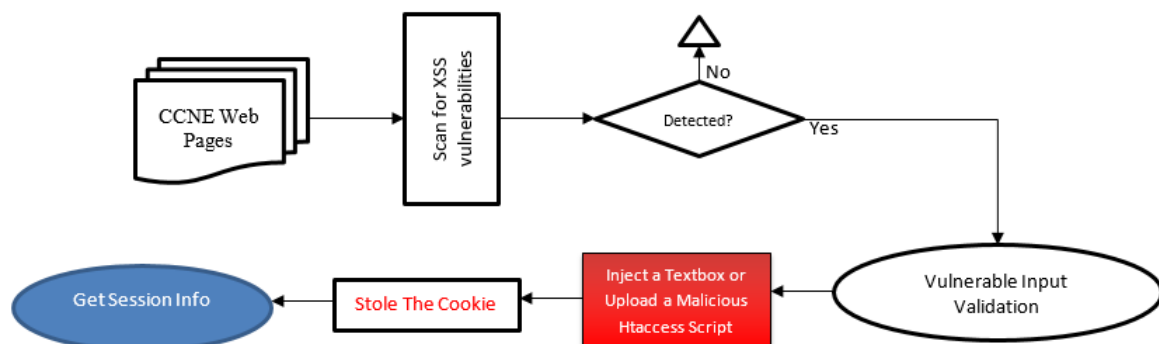 CCNE Web
Pages
Scan for XSS
vulnerabilities
Detected?
No
Yes
Vulnerable Input
Validation
Inject a Textbox or
Upload a Malicious
Htaccess Script
Stole The Cookie
Get Session Info